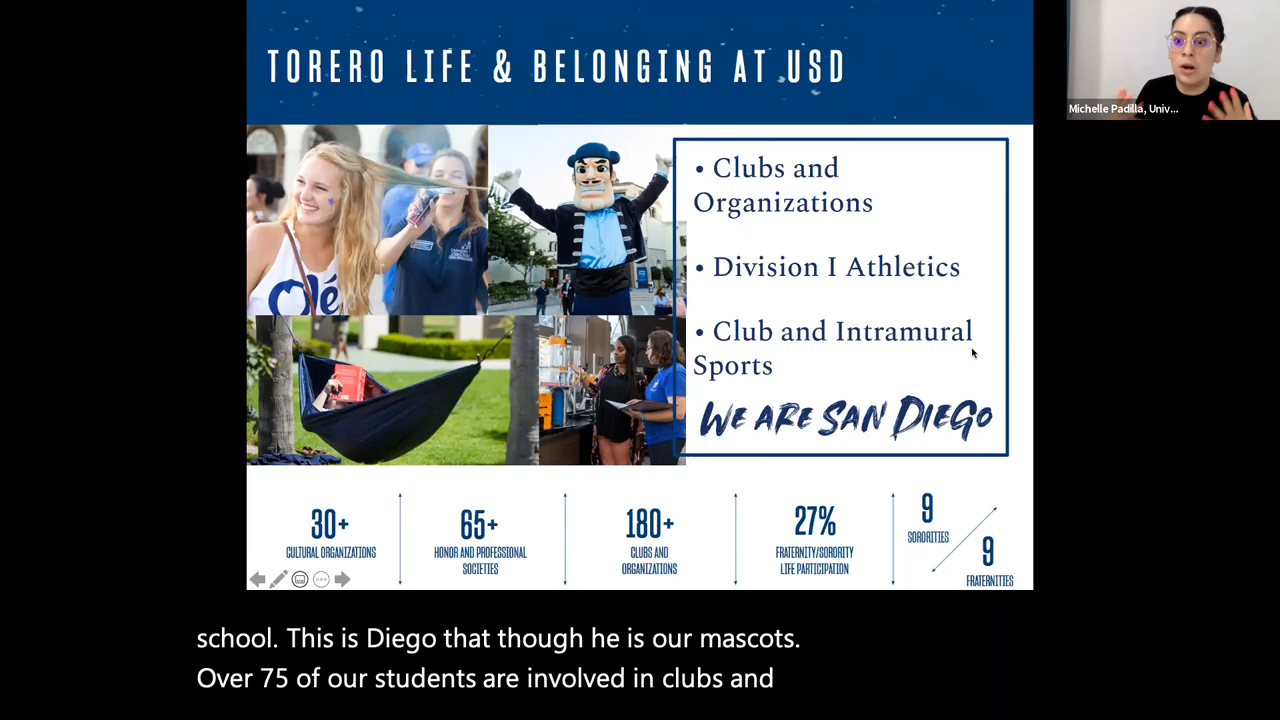 TORERO LIFE & BELONGING AT USD
Michelle Padilla, Univ...
• Clubs and
Organizations
• Division I Athletics
• Club and Intramural
Sports
WE ARE SAN DIEGO
Olé
30+
CULTURAL ORGANIZATIONS
65+
HONOR AND PROFESSIONAL
SOCIETIES
180+
CLUBS AND
ORGANIZATIONS
27%
FRATERNITY/SORORITY
LIFE PARTICIPATION
9
SORORITIES
9
FRATERNITIES
school. This is Diego that though he is our mascots.
Over 75 of our students are involved in clubs and